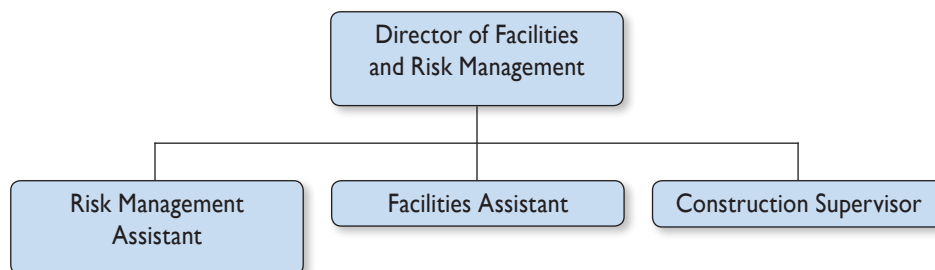 Director of Facilities
and Risk Management
Risk Management
Assistant
Facilities Assistant
Construction Supervisor